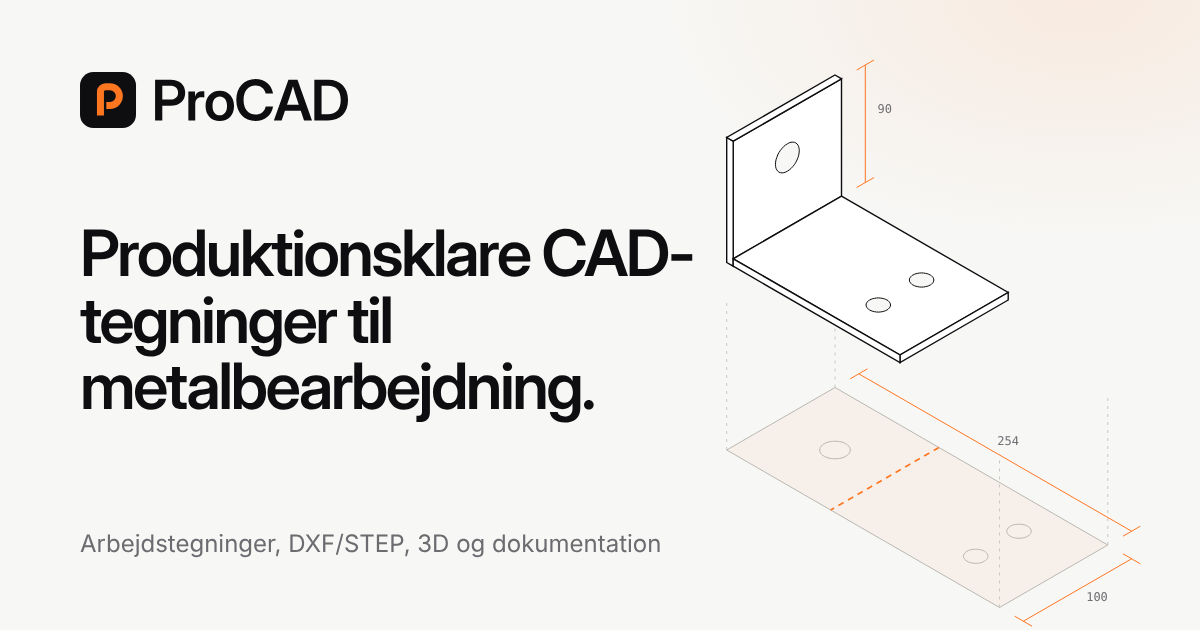 ProCAD
Produktionsklare CAD-
tegninger til
metalbearbejdning.
Arbejdstegninger, DXF/STEP, 3D og dokumentation
90
254
100